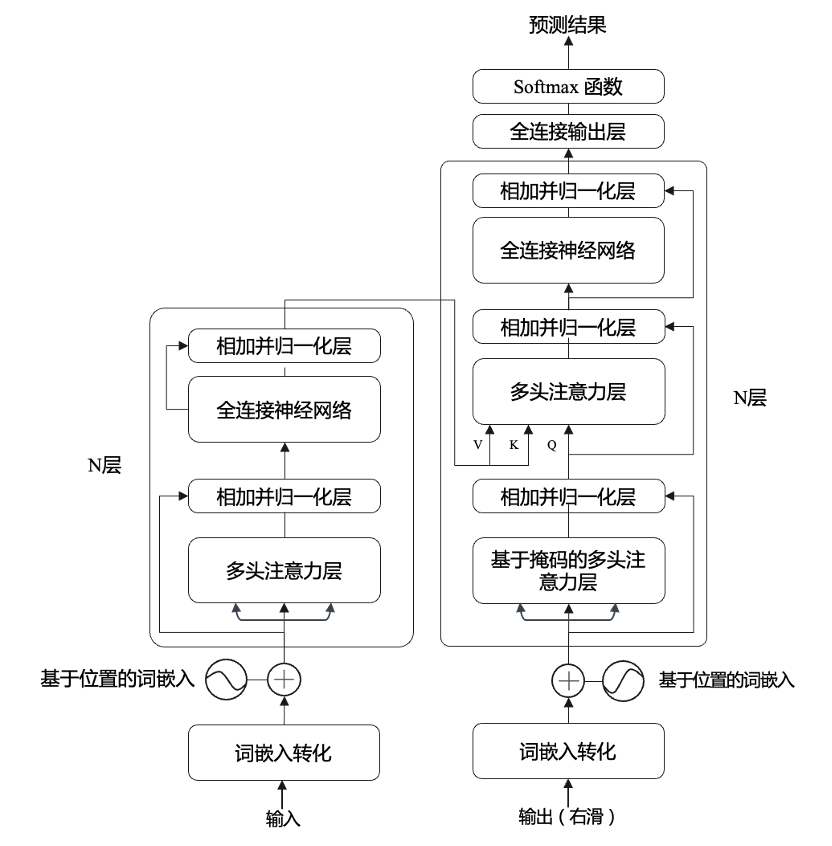 预测结果
Softmax 函数
全连接输出层
相加并归一化层
全连接神经网络
相加并归一化层
多头注意力层
V
K
Q
相加并归一化层
基于掩码的多头注
意力层
N层
相加并归一化层
全连接神经网络
N层
相加并归一化层
多头注意力层
基于位置的词嵌入
词嵌入转化
输入
基于位置的词嵌入
词嵌入转化
输出(右滑)